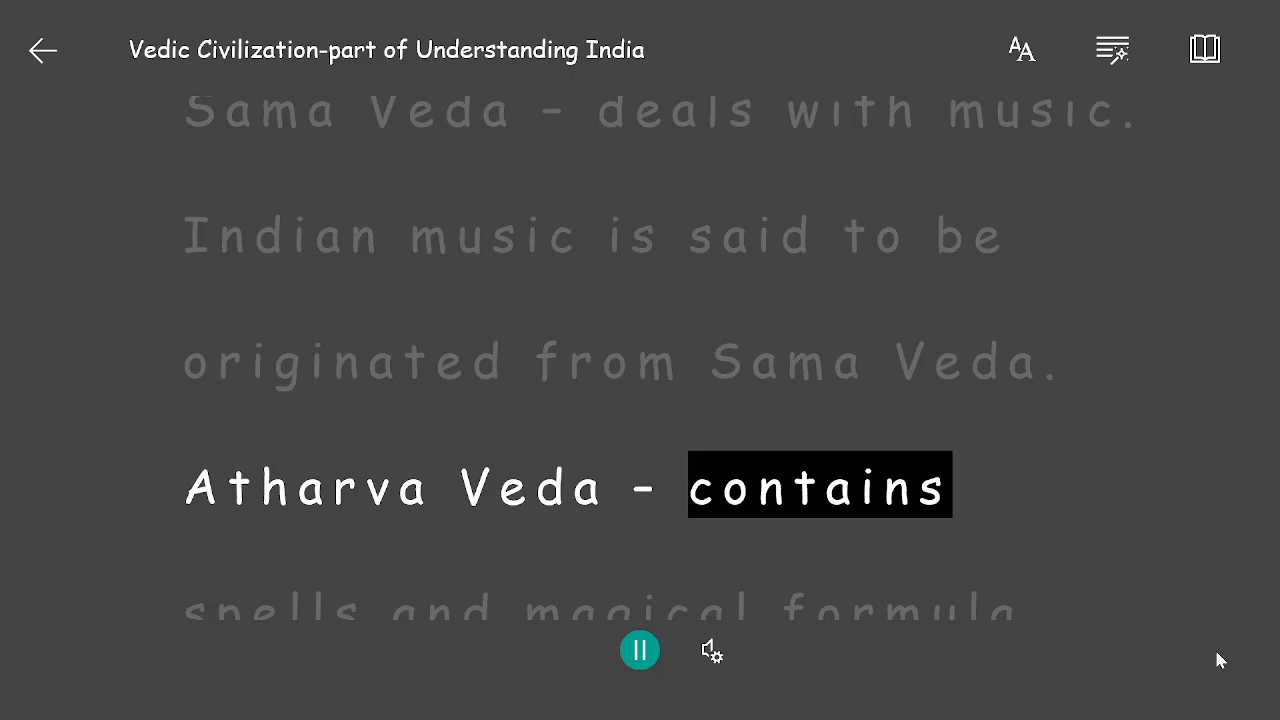 Vedic Civilization-part of Understanding India
Sama Veda - deals with music.
Indian music is said to be
originated from Sama Veda.
Atharva Veda - contains
spells and magical formula